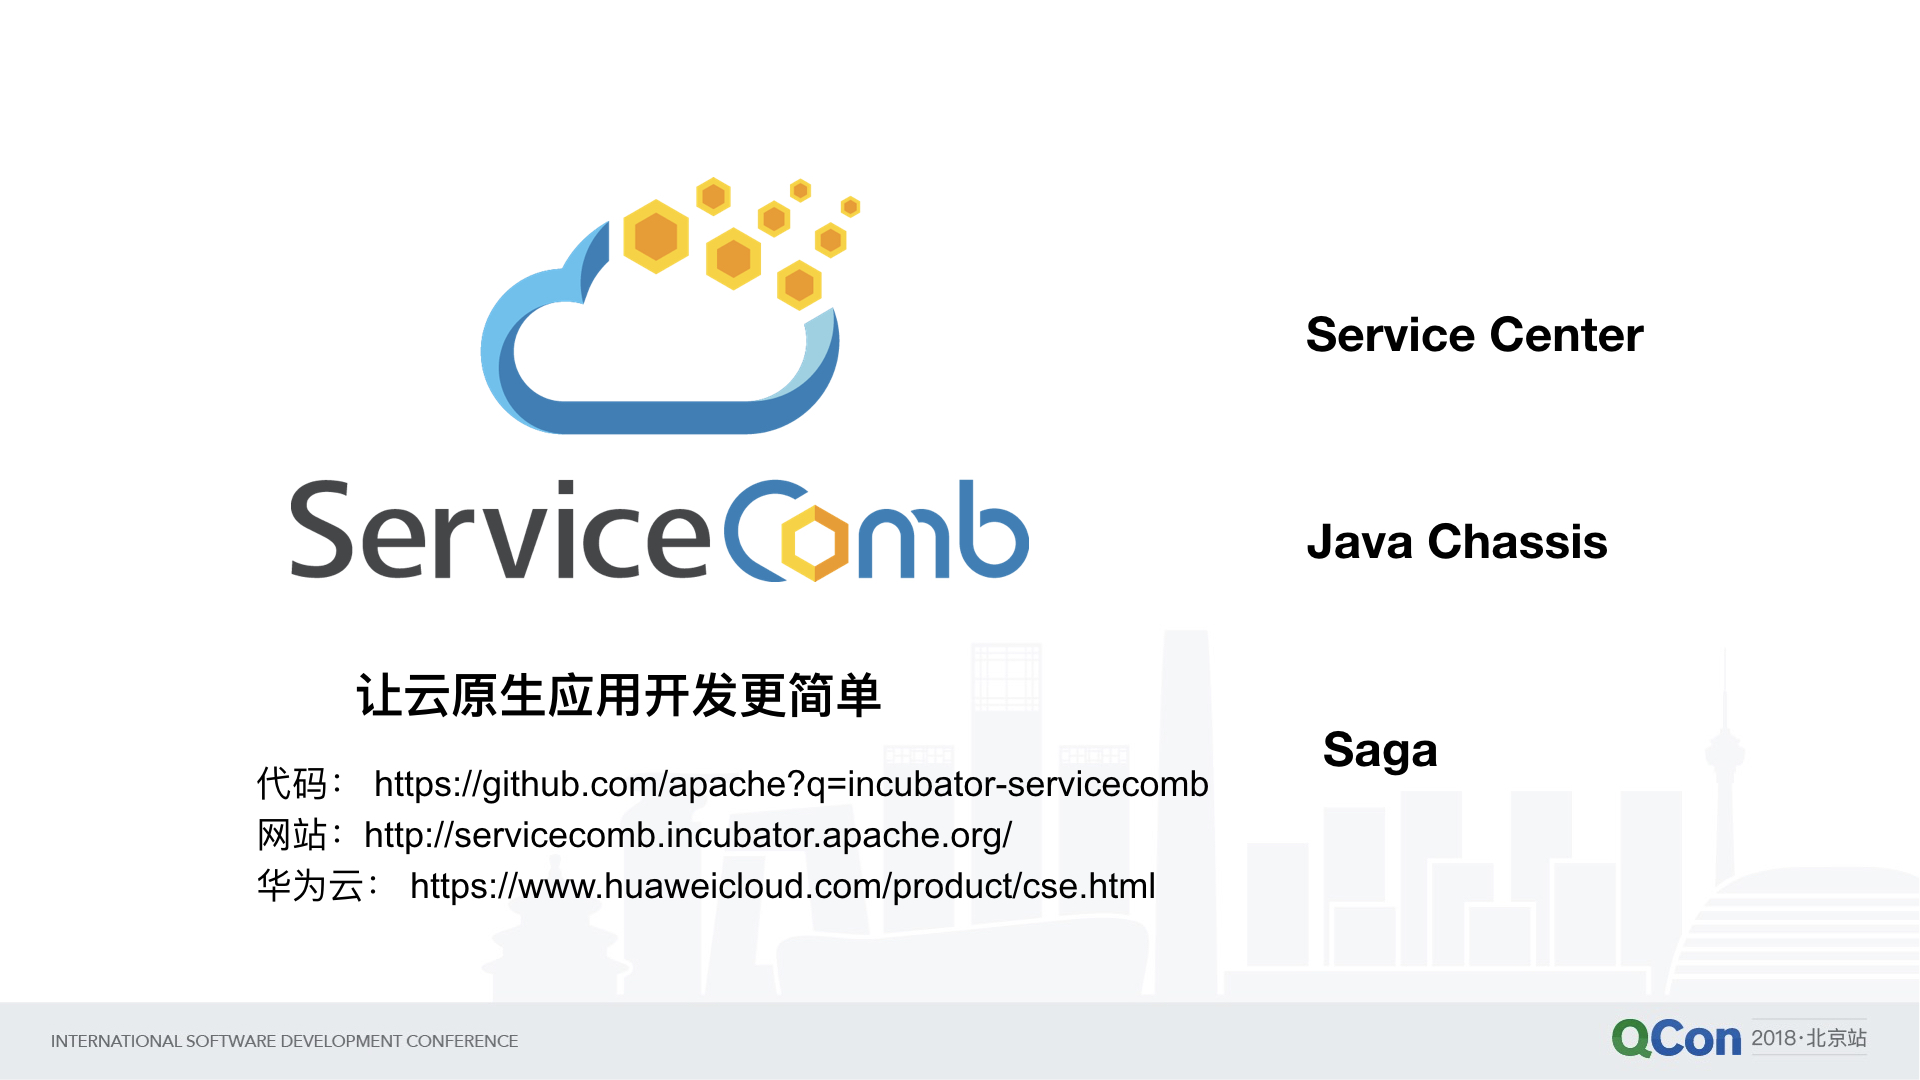 ServiceComb
让云原生应用开发更简单
代码： https://github.com/apache?q=incubator-servicecomb
网站：http://servicecomb.incubator.apache.org/
华为云： https://www.huaweicloud.com/product/cse.html
Service Center
Java Chassis
Saga
INTERNATIONAL SOFTWARE DEVELOPMENT CONFERENCE
QCon 2018·北京站